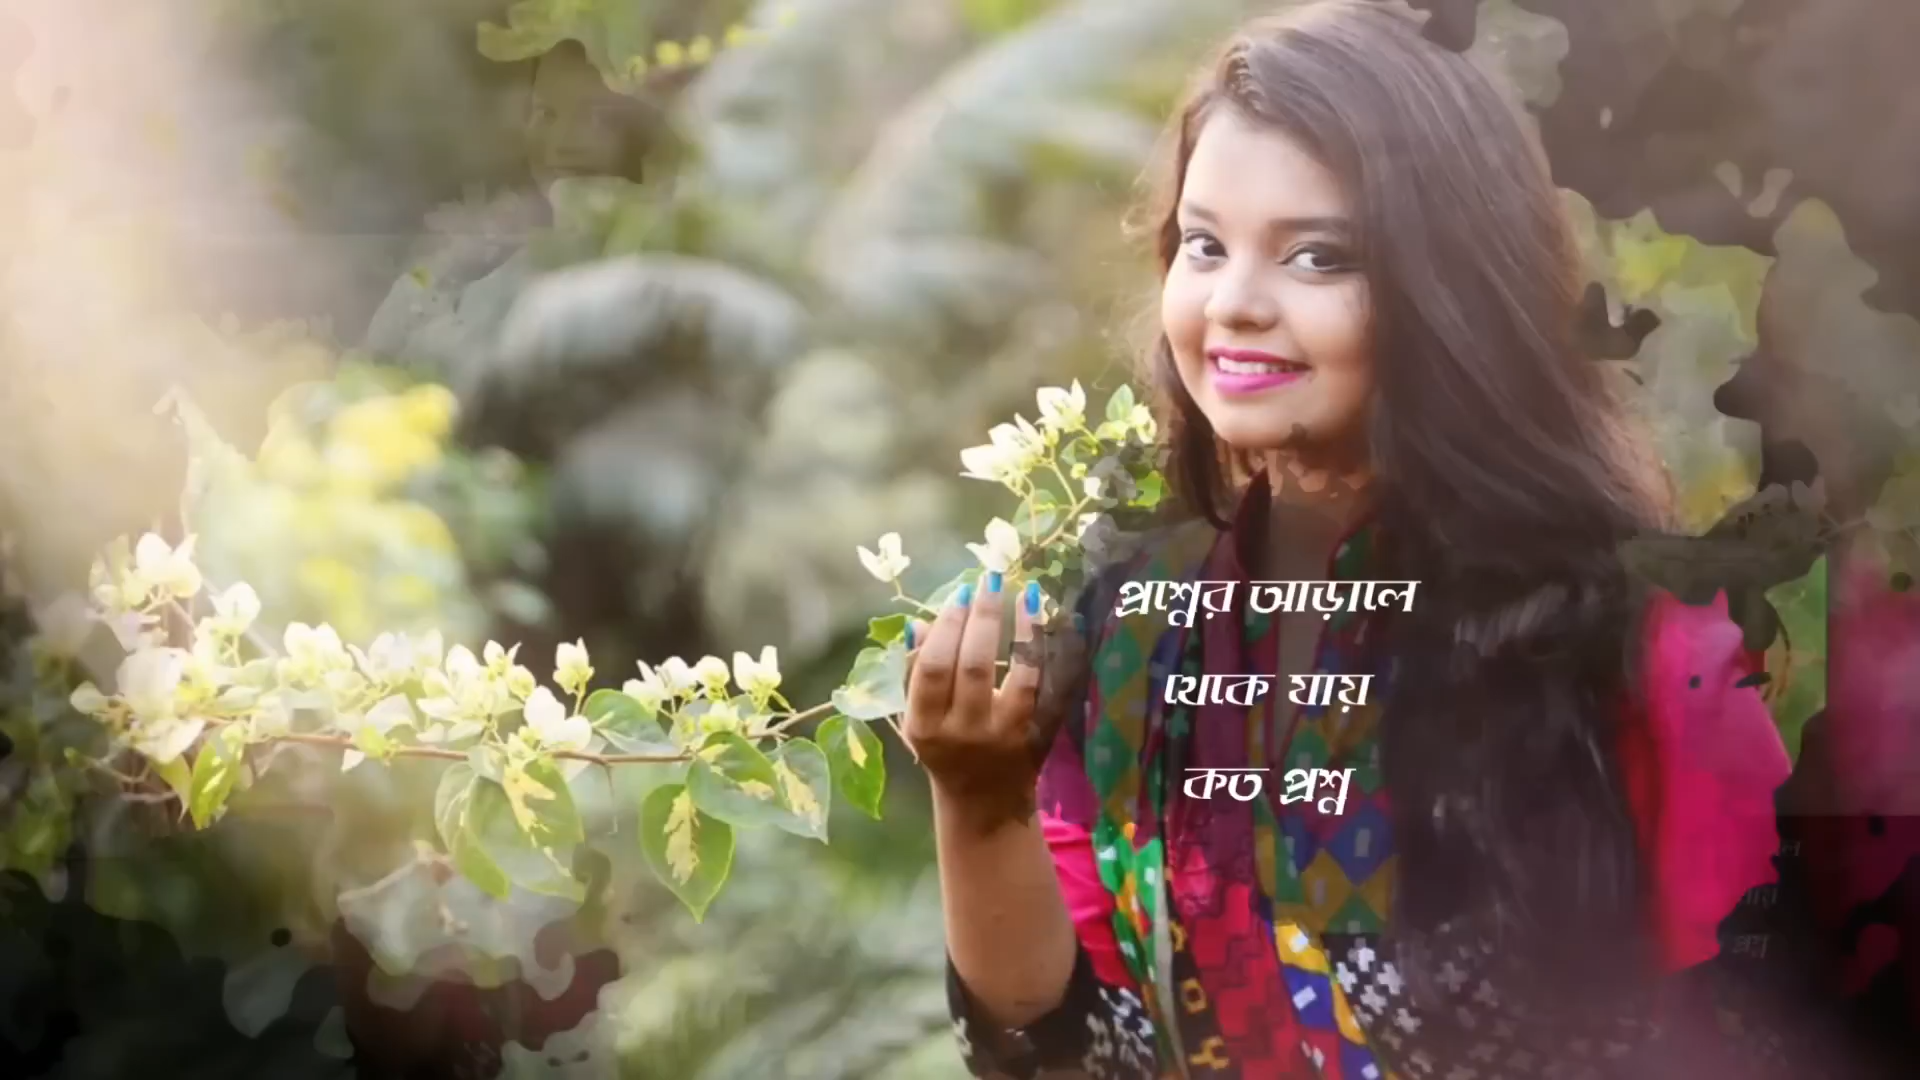 প্রশ্নের আড়ালে
থেকে যায়
কত প্রশ্ন